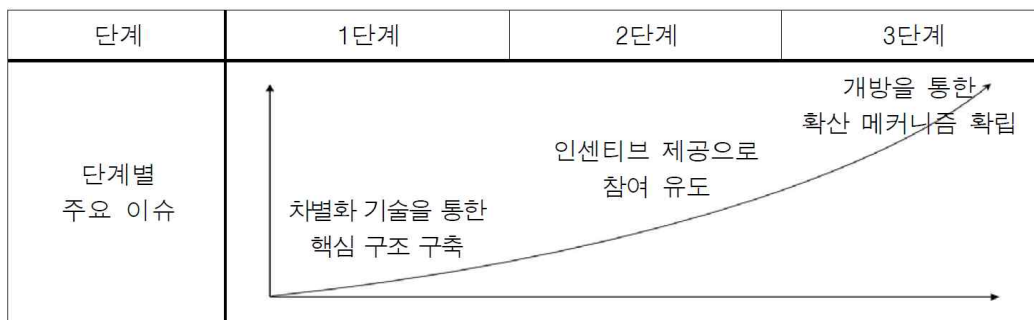 단계 1단계 2단계 3단계
단계별
주요 이슈
차별화 기술을 통한
핵심 구조 구축
인센티브 제공으로
참여 유도
개방을 통한
확산 메커니즘 확립